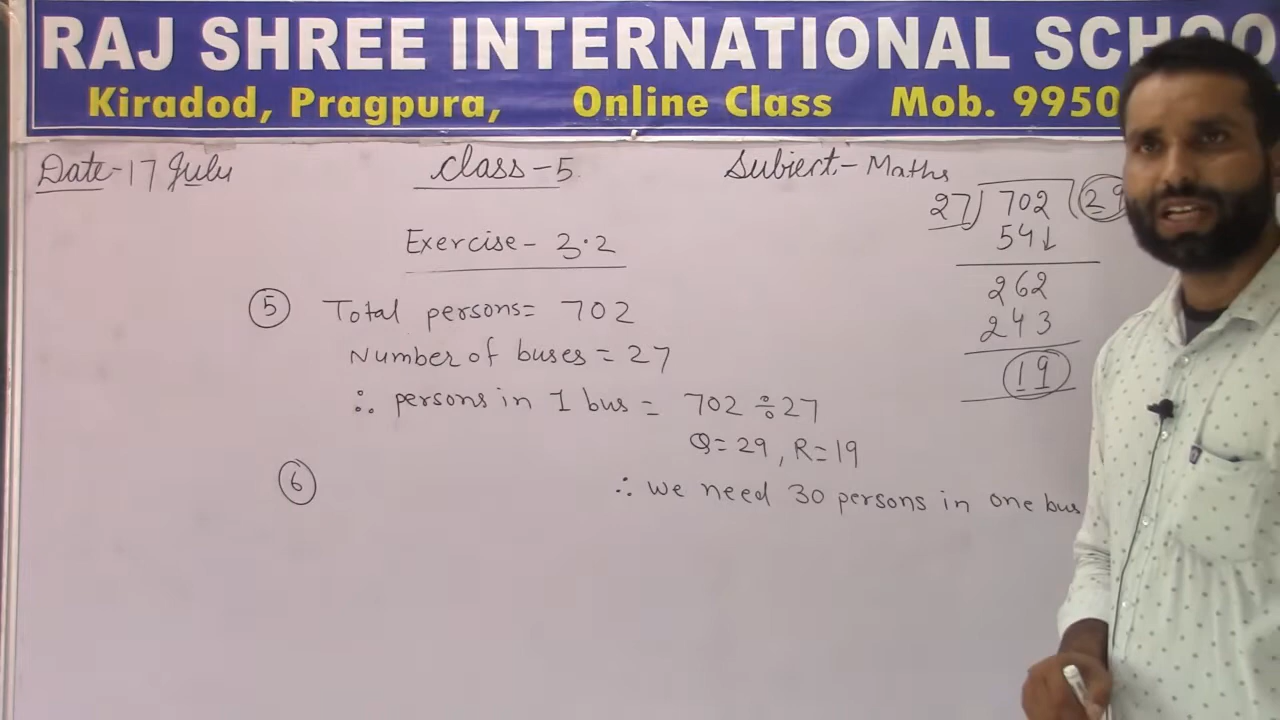 RAJ SHREE INTERNATIONAL SCHOO
Kiradod, Pragpura, Online Class Mob. 9950
Date-17 July Class-5 Subject-Maths
27)702(29
54↓
262
243
19
Exercise-3.2
5 Total persons= 702
Number of buses = 27
∴ persons in 1 bus = 702 ÷ 27
Q=29, R=19
6
∴ we need 30 persons in one bus